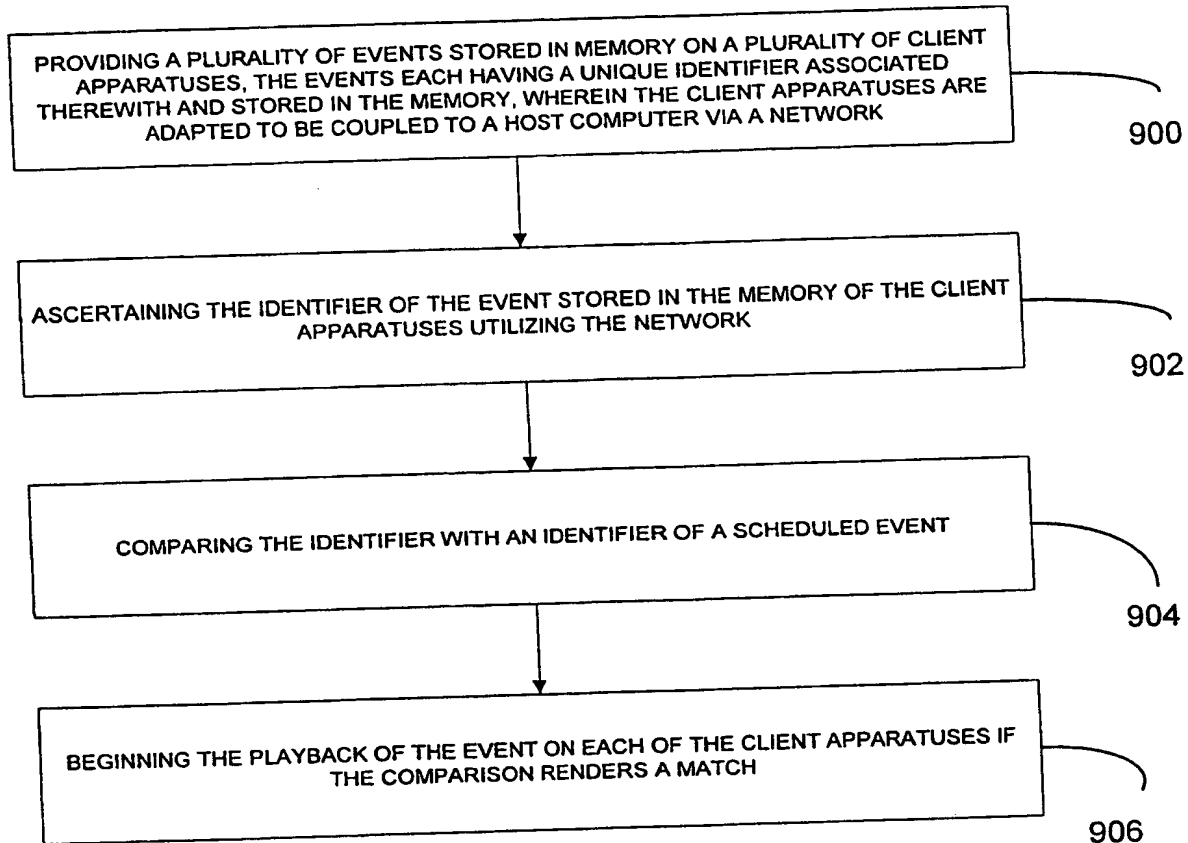 PROVIDING A PLURALITY OF EVENTS STORED IN MEMORY ON A PLURALITY OF CLIENT
APPARATUSES, THE EVENTS EACH HAVING A UNIQUE IDENTIFIER ASSOCIATED
THEREWITH AND STORED IN THE MEMORY, WHEREIN THE CLIENT APPARATUSES ARE
ADAPTED TO BE COUPLED TO A HOST COMPUTER VIA A NETWORK
900
ASCERTAINING THE IDENTIFIER OF THE EVENT STORED IN THE MEMORY OF THE CLIENT
APPARATUSES UTILIZING THE NETWORK
902
COMPARING THE IDENTIFIER WITH AN IDENTIFIER OF A SCHEDULED EVENT
904
BEGINNING THE PLAYBACK OF THE EVENT ON EACH OF THE CLIENT APPARATUSES IF
THE COMPARISON RENDERS A MATCH
906